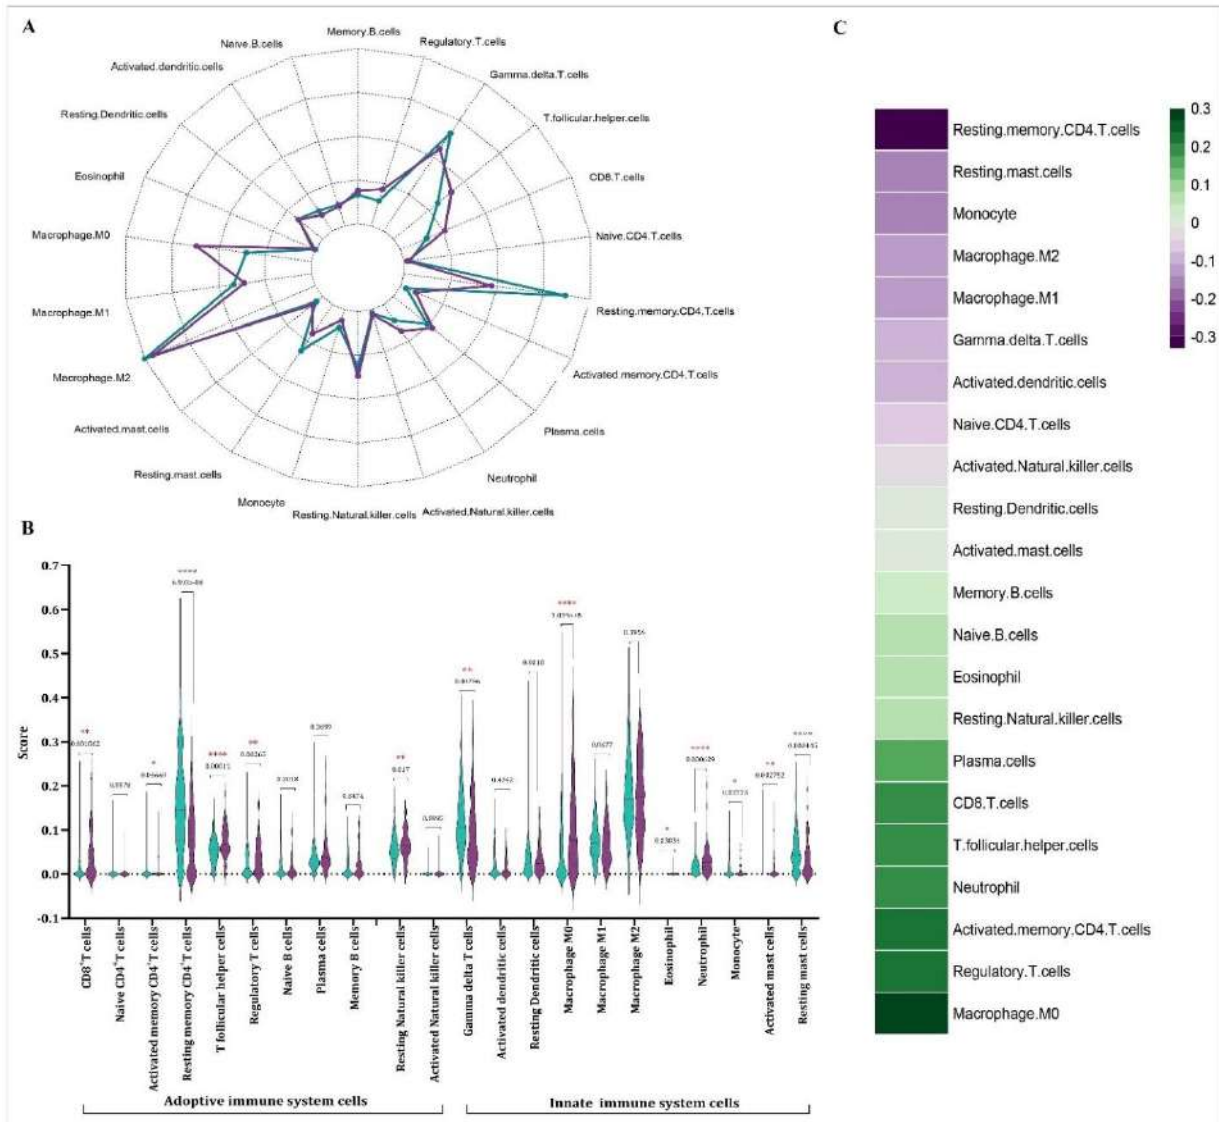 A
Memory.B.cells
Regulatory.T.cells
Gamma.delta.T.cells
T.follicular.helper.cells
CD8.T.cells
Naive.CD4.T.cells
Resting.memory.CD4.T.cells
Activated.memory.CD4.T.cells
Plasma.cells
Neutrophil
Activated.Natural.killer.cells
Resting.Natural.killer.cells
Monocyte
Resting.mast.cells
Activated.mast.cells
Macrophage.M2
Macrophage.M1
Macrophage.M0
Eosinophil
Resting.Dendritic.cells
Activated.dendritic.cells
Naive.B.cells
B
Score
0.7
0.6
0.5
0.4
0.3
0.2
0.1
0.0
-0.1
**
*
****
****
**
**
**
****
*
****
*
**
****
CD8+T cells
Naive CD4+T cells
Activated memory CD4+T cells
Resting memory CD4+T cells
T follicular helper cells
Regulatory T cells
Naive B cells
Plasma cells
Memory B cells
Resting Natural killer cells
Activated Natural killer cells
Gamma delta T cells
Activated dendritic cells
Resting Dendritic cells
Macrophage M0
Macrophage M1
Macrophage M2
Eosinophil
Neutrophil
Monocyte
Activated mast cells
Resting mast cells
Adoptive immune system cells
Innate immune system cells
C
Resting.memory.CD4.T.cells
Resting.mast.cells
Monocyte
Macrophage.M2
Macrophage.M1
Gamma.delta.T.cells
Activated.dendritic.cells
Naive.CD4.T.cells
Activated.Natural.killer.cells
Resting.Dendritic.cells
Activated.mast.cells
Memory.B.cells
Naive.B.cells
Eosinophil
Resting.Natural.killer.cells
Plasma.cells
CD8.T.cells
T.follicular.helper.cells
Neutrophil
Activated.memory.CD4.T.cells
Regulatory.T.cells
Macrophage.M0
0.3
0.2
0.1
0
-0.1
-0.2
-0.3